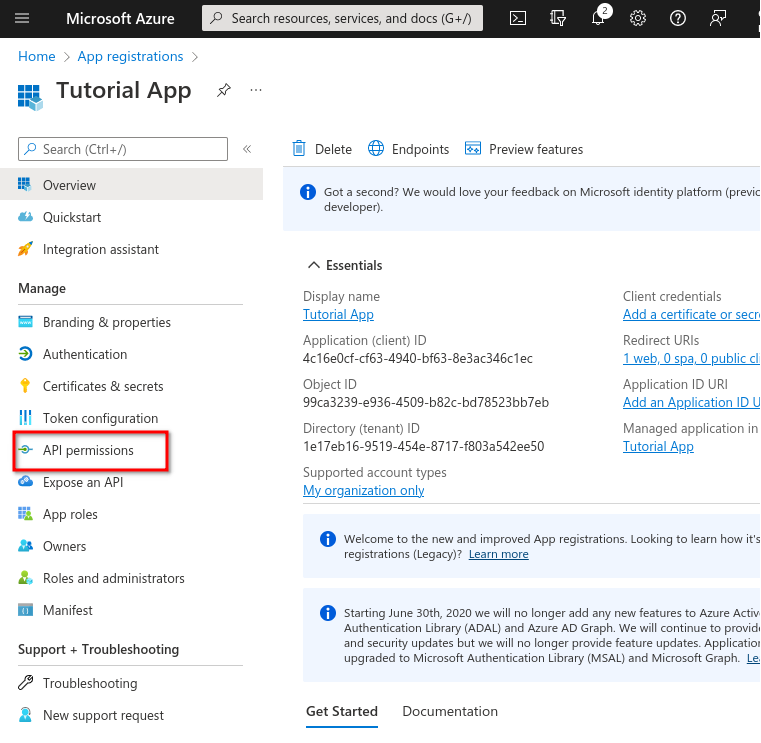 Microsoft Azure
Search resources, services, and docs (G+/)
2
Home > App registrations >
Tutorial App
Search (Ctrl+/)
Overview
Quickstart
Integration assistant
Manage
Branding & properties
Authentication
Certificates & secrets
Token configuration
API permissions
Expose an API
App roles
Owners
Roles and administrators
Manifest
Support + Troubleshooting
Troubleshooting
New support request
Delete
Endpoints
Preview features
Got a second? We would love your feedback on Microsoft identity platform (previo
developer).
Essentials
Display name
Tutorial App
Application (client) ID
4c16e0cf-cf63-4940-bf63-8e3ac346c1ec
Object ID
99ca3239-e936-4509-b82c-bd78523bb7eb
Directory (tenant) ID
1e17eb16-9519-454e-8717-f803a542ee50
Supported account types
My organization only
Client credentials
Add a certificate or secre
Redirect URIs
1 web, 0 spa, 0 public cli
Application ID URI
Add an Application ID U
Managed application in
Tutorial App
Welcome to the new and improved App registrations. Looking to learn how it's
registrations (Legacy)? Learn more
Starting June 30th, 2020 we will no longer add any new features to Azure Activ
Authentication Library (ADAL) and Azure AD Graph. We will continue to provide
and security updates but we will no longer provide feature updates. Application
upgraded to Microsoft Authentication Library (MSAL) and Microsoft Graph. Lea
Get Started
Documentation